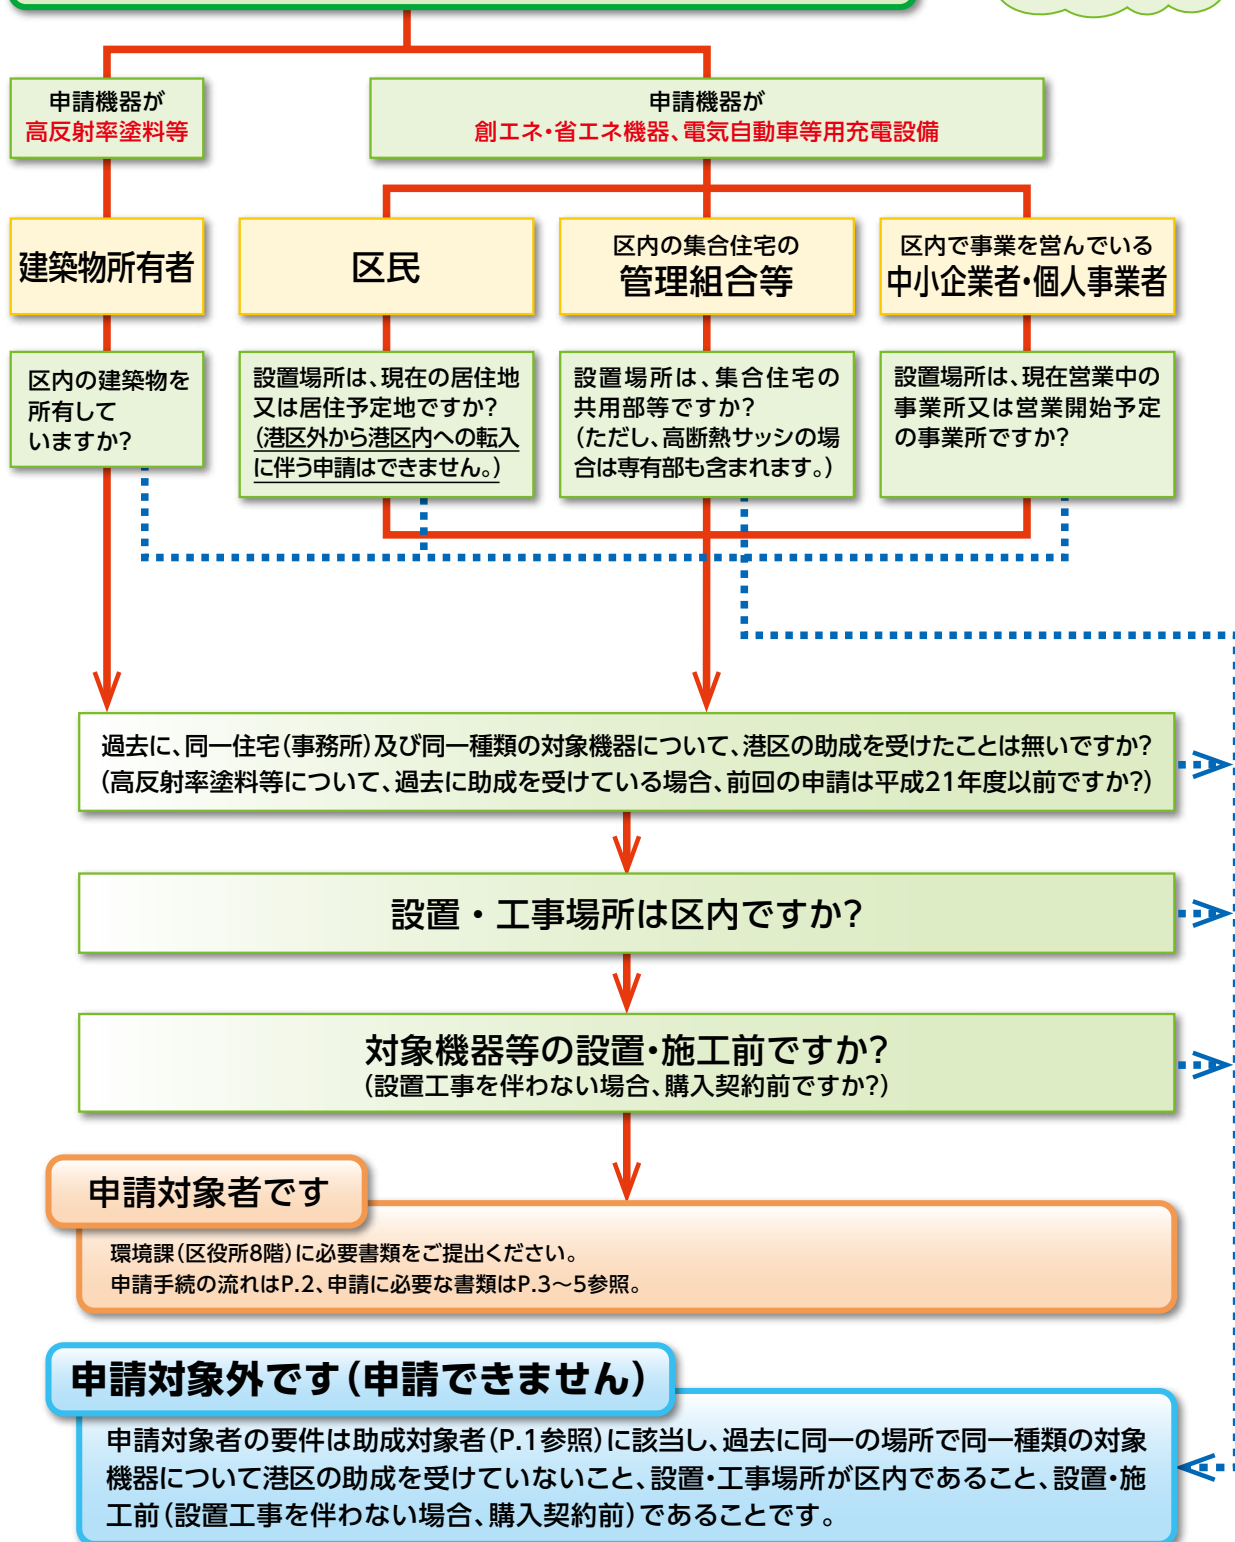 申請機器が
高反射率塗料等
申請機器が
創エネ・省エネ機器、電気自動車等用充電設備
建築物所有者
区民
区内の集合住宅の
管理組合等
区内で事業を営んでいる
中小企業者・個人事業者
区内の建築物を
所有して
いますか?
設置場所は、現在の居住地
又は居住予定地ですか?
(港区外から港区内への転入
に伴う申請はできません。)
設置場所は、集合住宅の
共用部等ですか?
(ただし、高断熱サッシの場
合は専有部も含まれます。)
設置場所は、現在営業中の
事業所又は営業開始予定
の事業所ですか?
過去に、同一住宅(事務所)及び同一種類の対象機器について、港区の助成を受けたことは無いですか?
(高反射率塗料等について、過去に助成を受けている場合、前回の申請は平成21年度以前ですか?)
設置・工事場所は区内ですか?
対象機器等の設置・施工前ですか?
(設置工事を伴わない場合、購入契約前ですか?)
申請対象者です
環境課(区役所8階)に必要書類をご提出ください。
申請手続の流れはP.2、申請に必要な書類はP.3〜5参照。
申請対象外です(申請できません)
申請対象者の要件は助成対象者(P.1参照)に該当し、過去に同一の場所で同一種類の対象
機器について港区の助成を受けていないこと、設置・工事場所が区内であること、設置・施
工前(設置工事を伴わない場合、購入契約前)であることです。